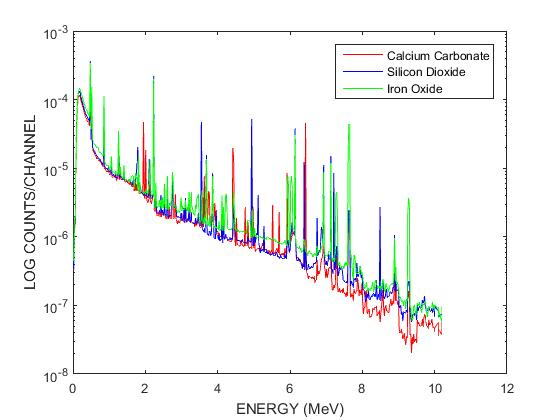 10-3
10-4
10-5
10-6
10-7
10-8
LOG COUNTS/CHANNEL
Calcium Carbonate
Silicon Dioxide
Iron Oxide
0 2 4 6 8 10 12
ENERGY (MeV)